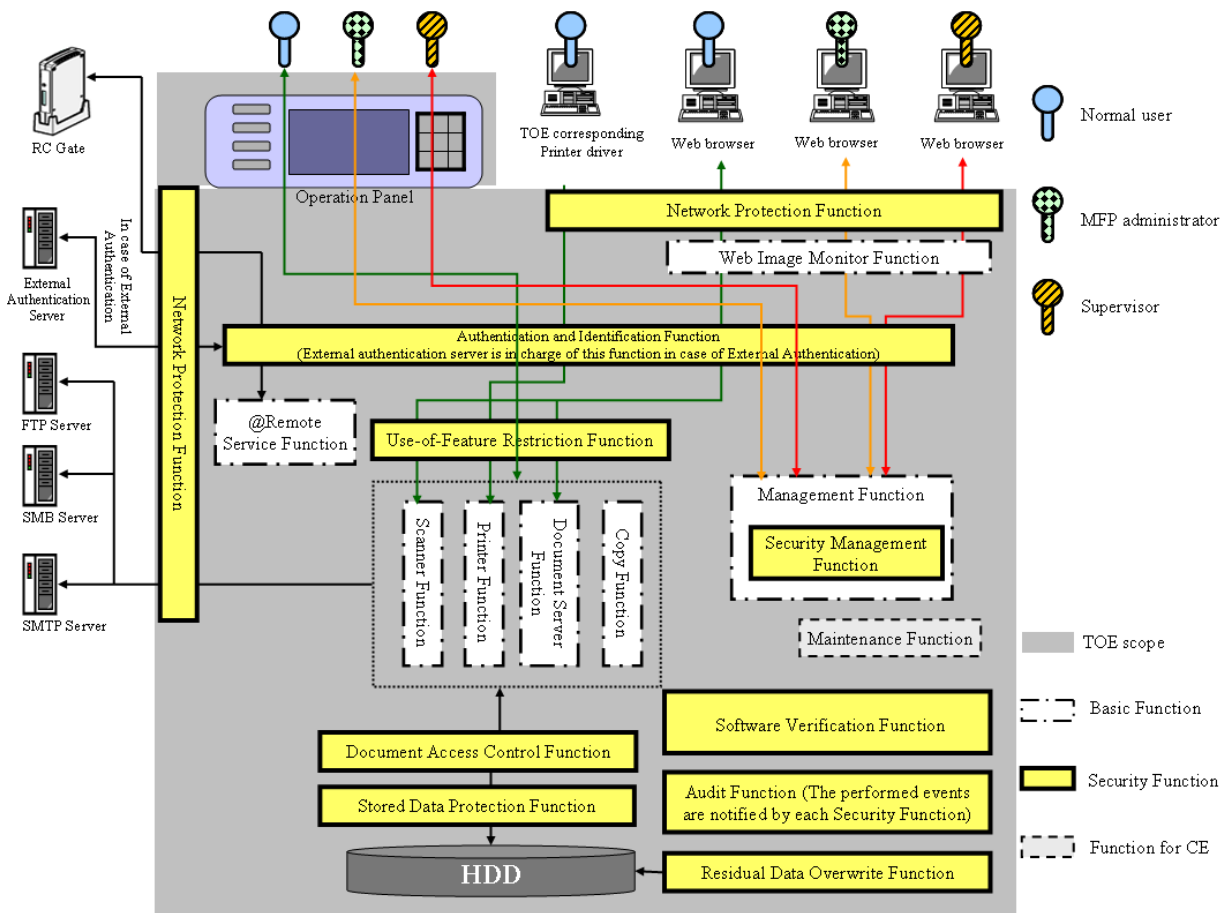 RC Gate
TOE corresponding
Printer driver
Web browser
Web browser
Web browser
Normal user
Operation Panel
Network Protection Function
MFP administrator
Web Image Monitor Function
In case of External
Authentication
External
Authentication
Server
Supervisor
Network Protection Function
Authentication and Identification Function
(External authentication server is in charge of this function in case of External Authentication)
FTP Server
@Remote
Service Function
Use-of-Feature Restriction Function
SMB Server
Management Function
Security Management
Function
Scanner Function
Printer Function
Document Server
Function
Copy Function
SMTP Server
Maintenance Function
TOE scope
Basic Function
Software Verification Function
Document Access Control Function
Security Function
Stored Data Protection Function
Audit Function (The performed events
are notified by each Security Function)
Function for CE
HDD
Residual Data Overwrite Function